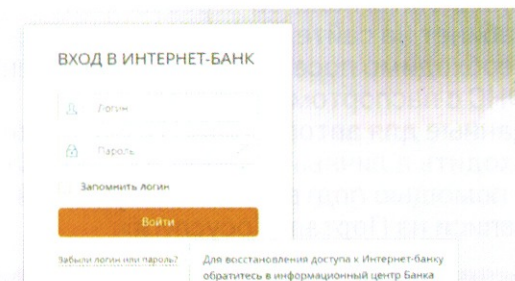 ВХОД В ИНТЕРНЕТ-БАНК
Логин
Пароль
Запомнить логин
Войти
Забыли логин или пароль?
Для восстановления доступа к Интернет-банку
обратитесь в информационный центр Банка